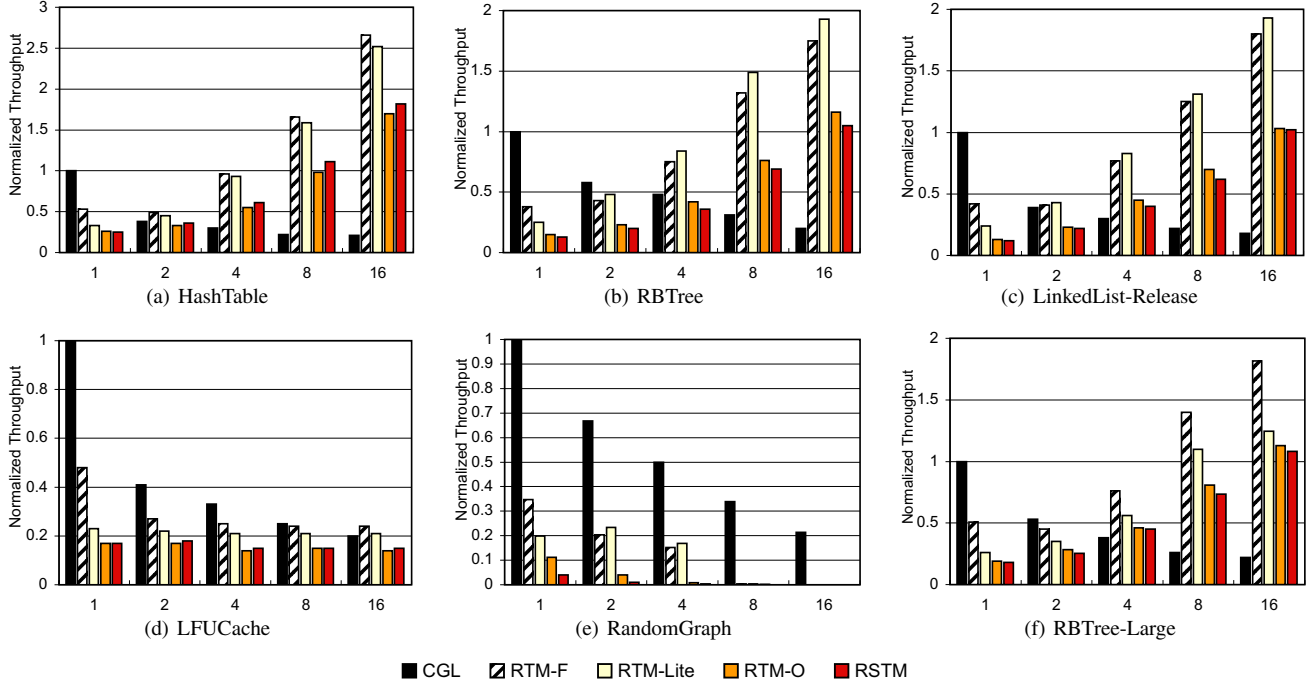 Normalized Throughput
3
2.5
2
1.5
1
0.5
0
1 2 4 8 16
(a) HashTable
Normalized Throughput
2
1.5
1
0.5
0
1 2 4 8 16
(b) RBTree
Normalized Throughput
2
1.5
1
0.5
0
1 2 4 8 16
(c) LinkedList-Release
Normalized Throughput
1
0.8
0.6
0.4
0.2
0
1 2 4 8 16
(d) LFUCache
Normalized Throughput
1
0.9
0.8
0.7
0.6
0.5
0.4
0.3
0.2
0.1
0
1 2 4 8 16
(e) RandomGraph
Normalized Throughput
2
1.5
1
0.5
0
1 2 4 8 16
(f) RBTree-Large
CGL RTM-F RTM-Lite RTM-O RSTM